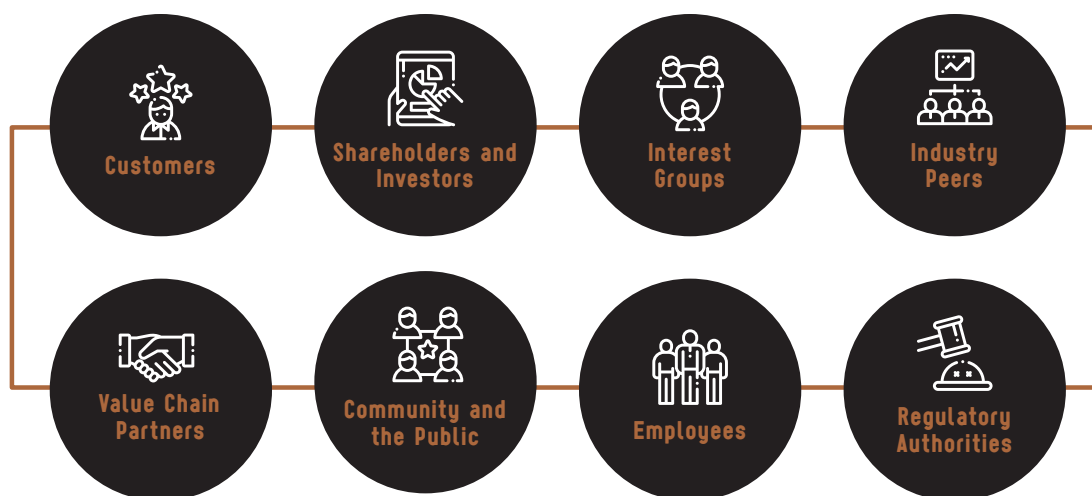 Customers
Shareholders and
Investors
Interest
Groups
Industry
Peers
Value Chain
Partners
Community and
the Public
Employees
Regulatory
Authorities